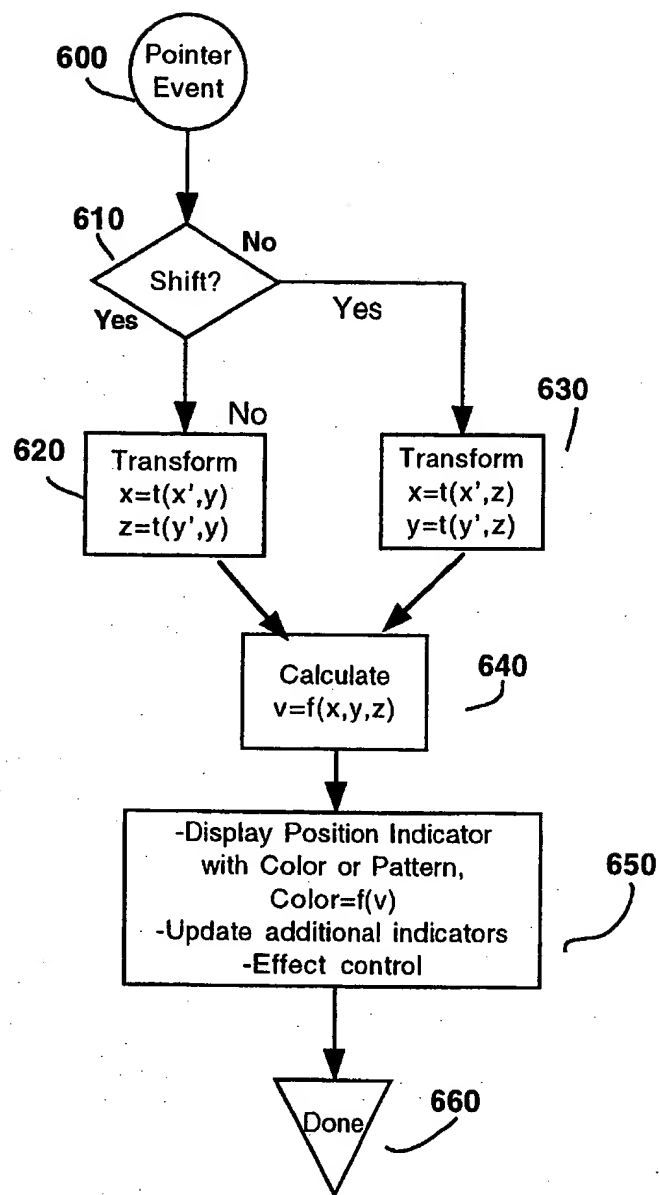 600
Pointer
Event
610
No
Shift?
Yes
Yes
No
620
Transform
x=t(x',y)
z=t(y',y)
630
Transform
x=t(x',z)
y=t(y',z)
640
Calculate
v=f(x,y,z)
650
-Display Position Indicator
with Color or Pattern,
Color=f(v)
-Update additional indicators
-Effect control
660
Done